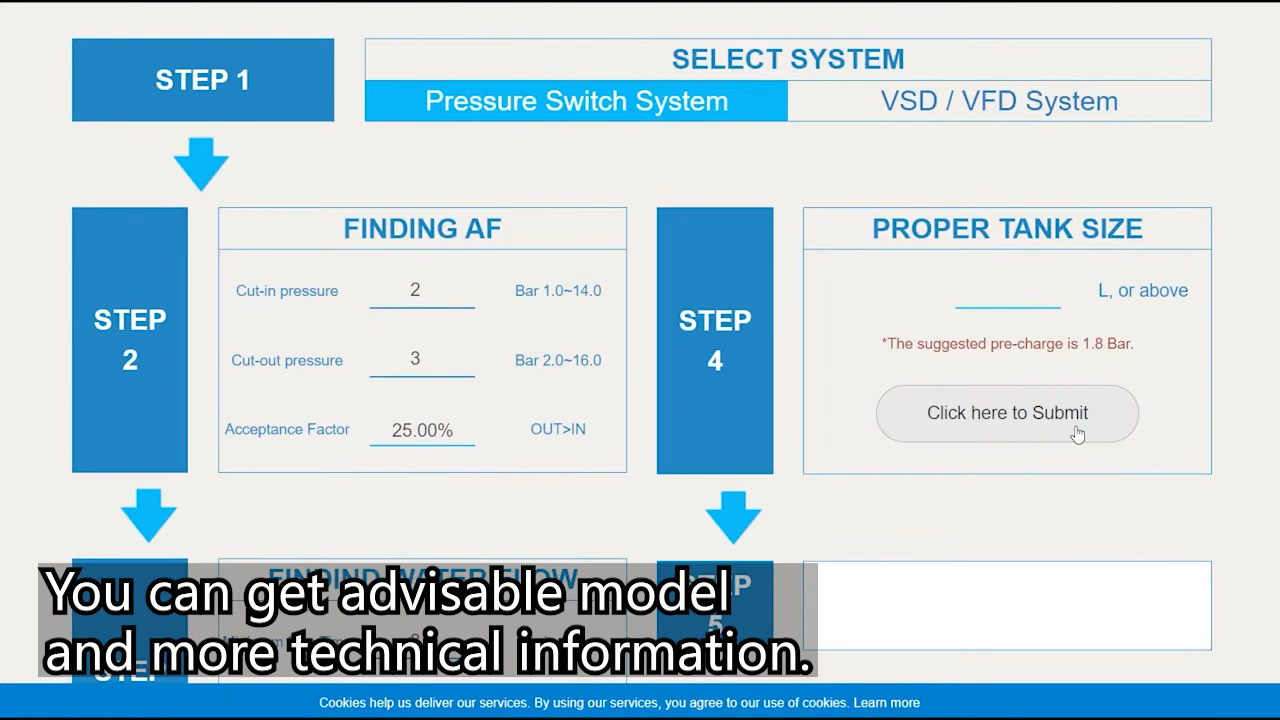 STEP 1
SELECT SYSTEM
Pressure Switch System
VSD / VFD System
STEP
2
FINDING AF
Cut-in pressure 2 Bar 1.0~14.0
Cut-out pressure 3 Bar 2.0~16.0
Acceptance Factor 25.00% OUT>IN
STEP
4
PROPER TANK SIZE
L, or above
*The suggested pre-charge is 1.8 Bar.
Click here to Submit
STEP
5
You can get advisable model
and more technical information.
STEP
Cookies help us deliver our services. By using our services, you agree to our use of cookies. Learn more